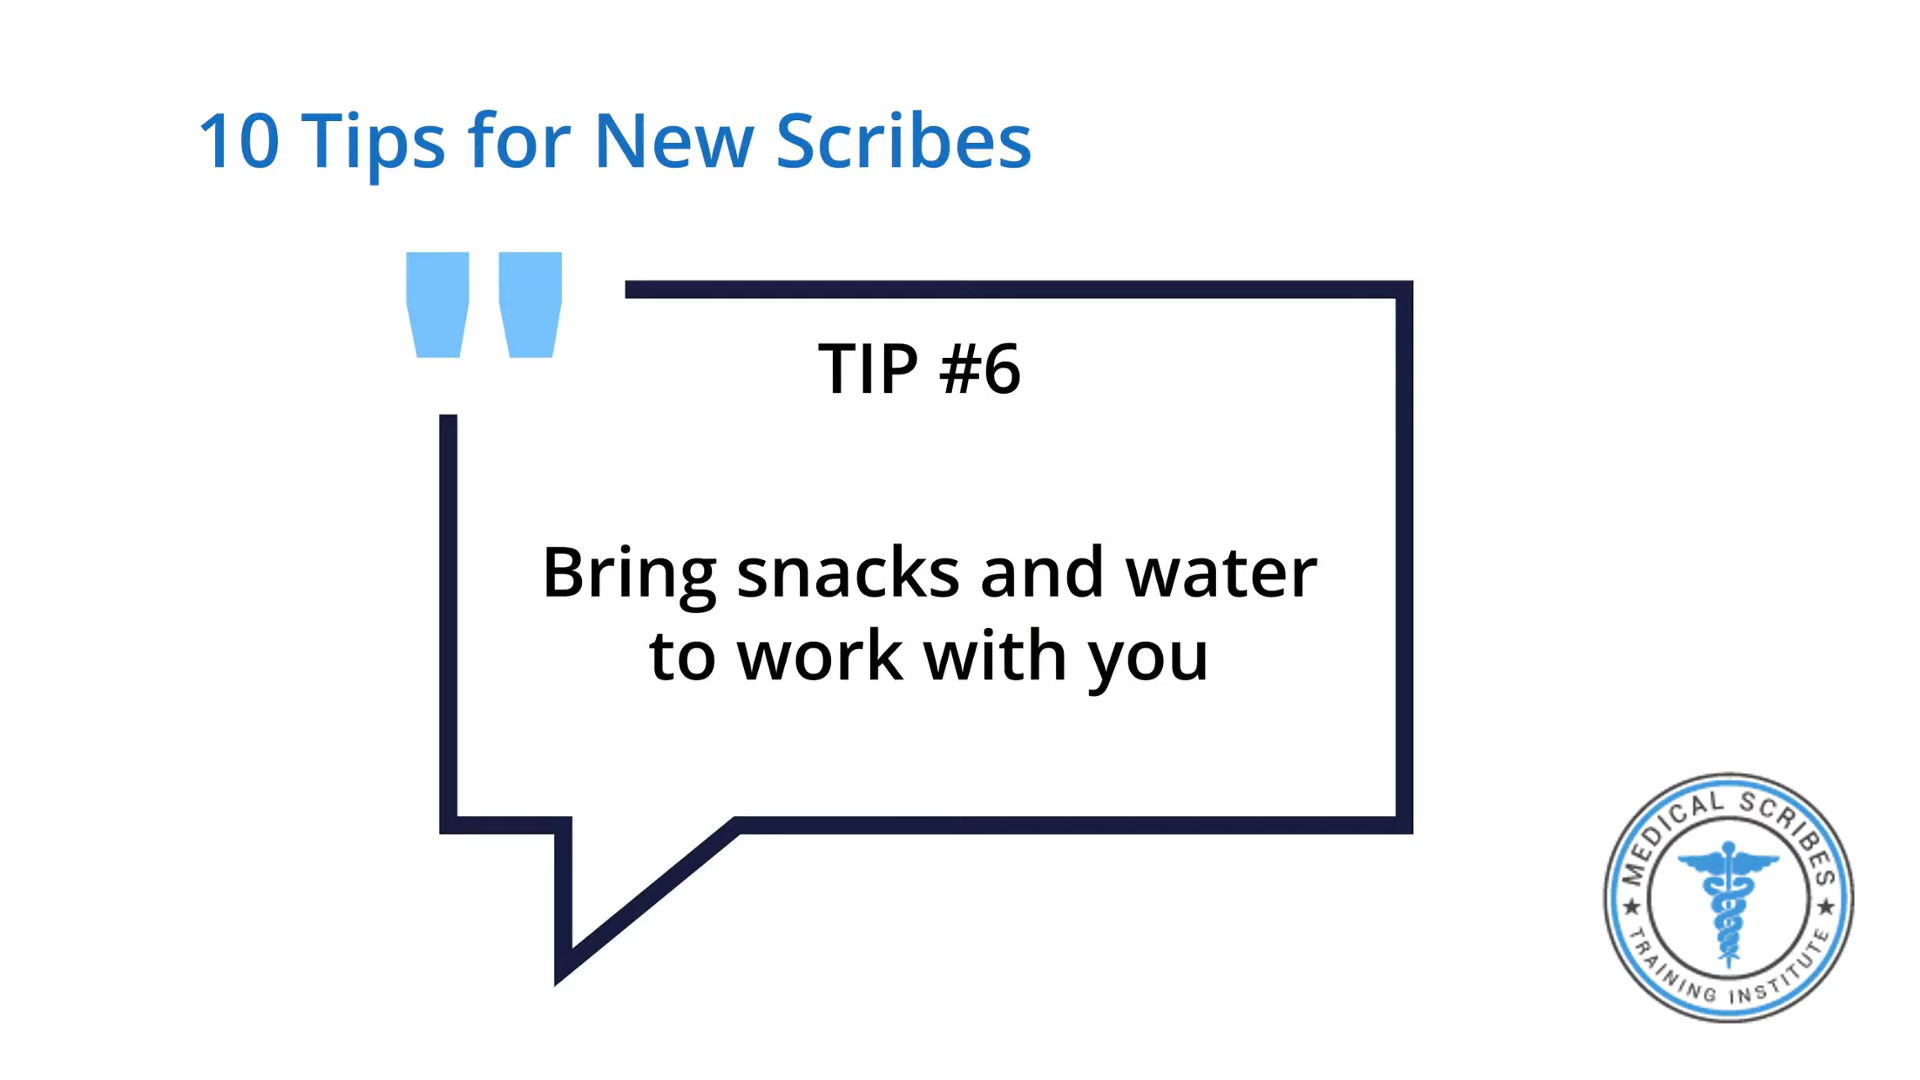 10 Tips for New Scribes
TIP #6
Bring snacks and water
to work with you
MEDICAL SCRIBES
TRAINING INSTITUTE